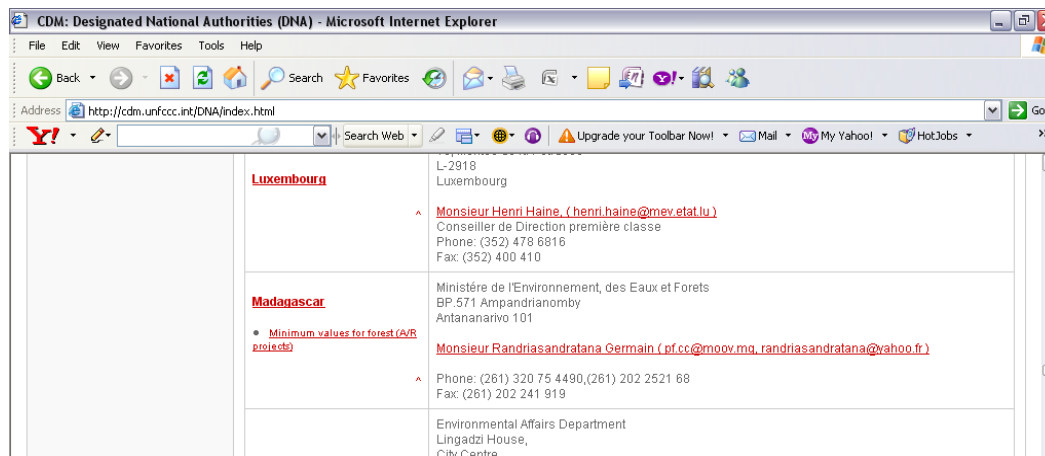 CDM: Designated National Authorities (DNA) - Microsoft Internet Explorer
File Edit View Favorites Tools Help
Back Search Favorites
Address http://cdm.unfccc.int/DNA/index.html Go
Y! Search Web Upgrade your Toolbar Now! Mail My Yahoo! HotJobs
L-2918
Luxembourg Luxembourg
^ Monsieur Henri Haine, ( henri.haine@mev.etat.lu )
Conseiller de Direction première classe
Phone: (352) 478 6816
Fax: (352) 400 410
Ministére de l'Environnement, des Eaux et Forets
Madagascar BP.571 Ampandrianomby
Antananarivo 101
• Minimum values for forest (A/R
projects) Monsieur Randriasandratana Germain ( pf.cc@moov.mg, randriasandratana@yahoo.fr )
^ Phone: (261) 320 75 4490,(261) 202 2521 68
Fax: (261) 202 241 919
Environmental Affairs Department
Lingadzi House,
City Centre